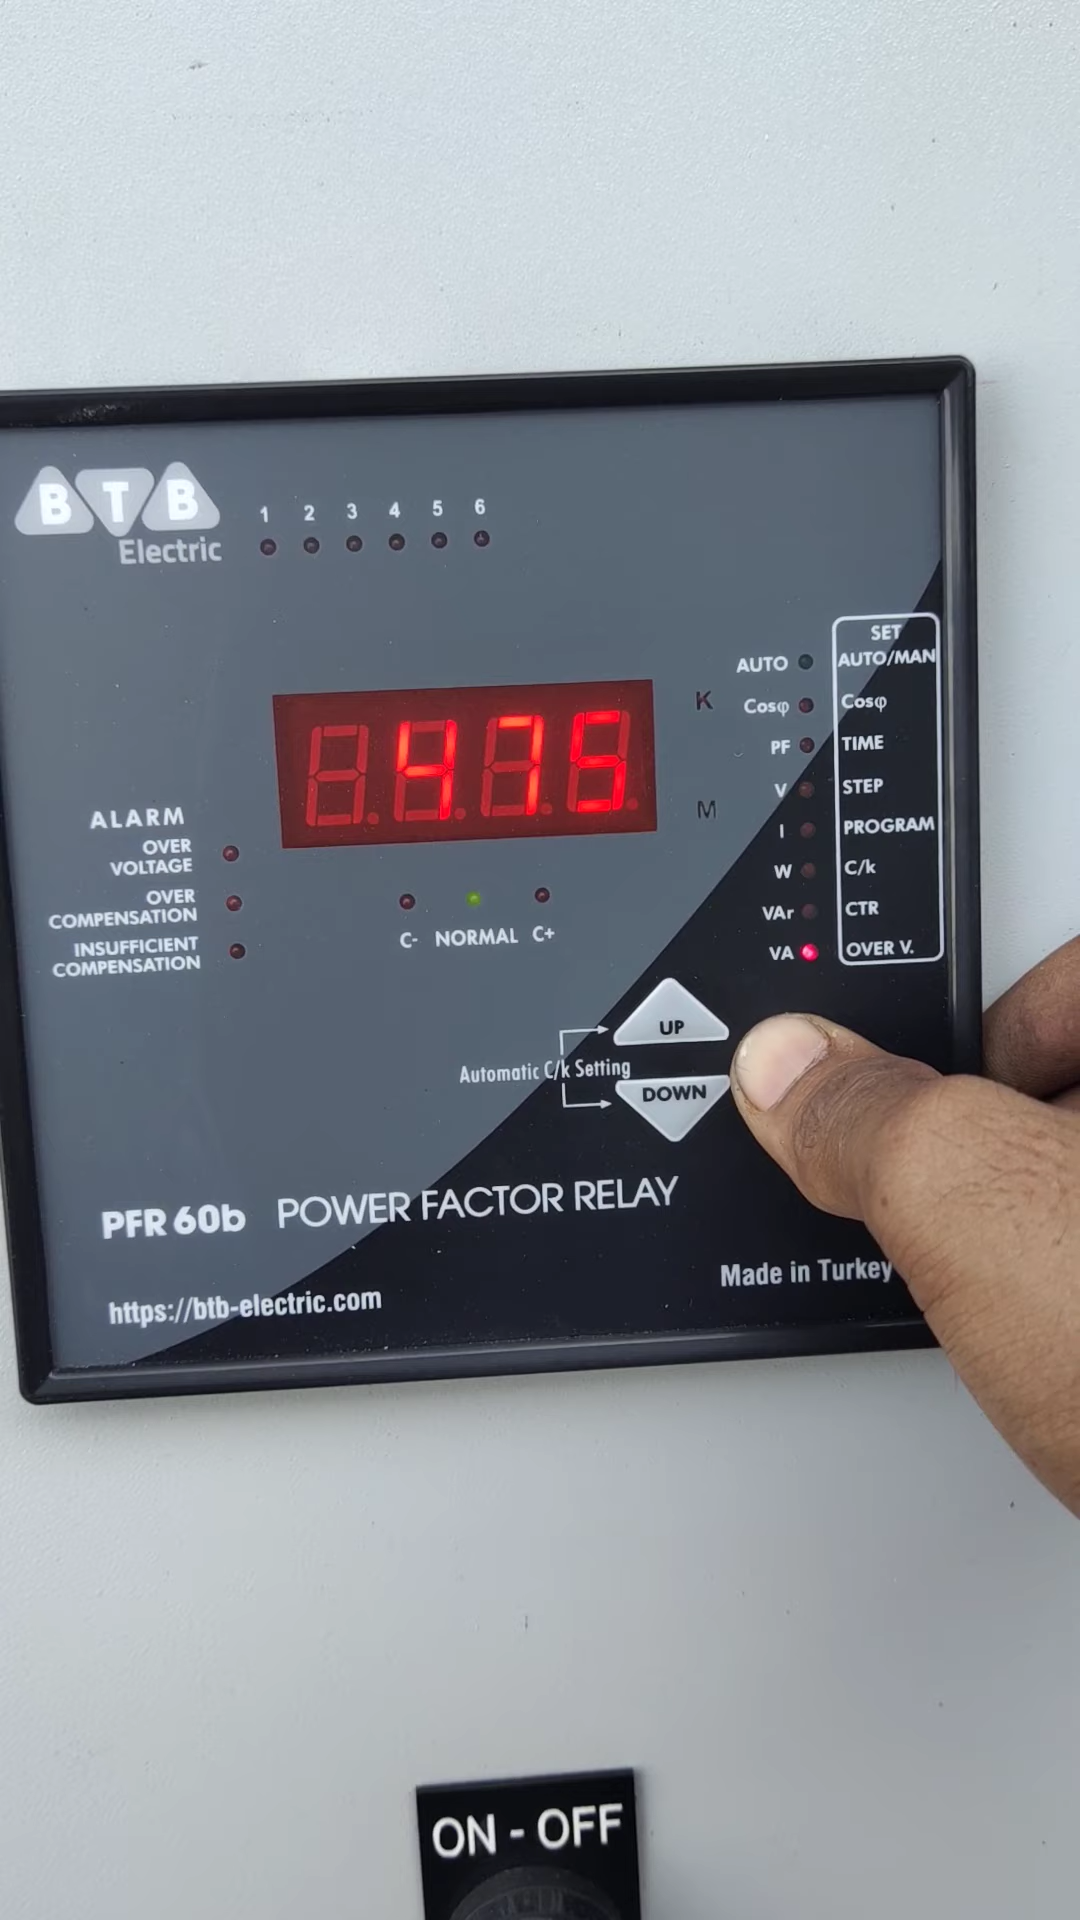 BTB
Electric
1 2 3 4 5 6
475
K
M
AUTO
Cosφ
PF
V
I
W
VAr
VA
SET
AUTO/MAN
Cosφ
TIME
STEP
PROGRAM
C/k
CTR
OVER V.
ALARM
OVER
VOLTAGE
OVER
COMPENSATION
INSUFFICIENT
COMPENSATION
C- NORMAL C+
UP
Automatic C/k Setting
DOWN
PFR 60b POWER FACTOR RELAY
Made in Turkey
https://btb-electric.com
ON - OFF